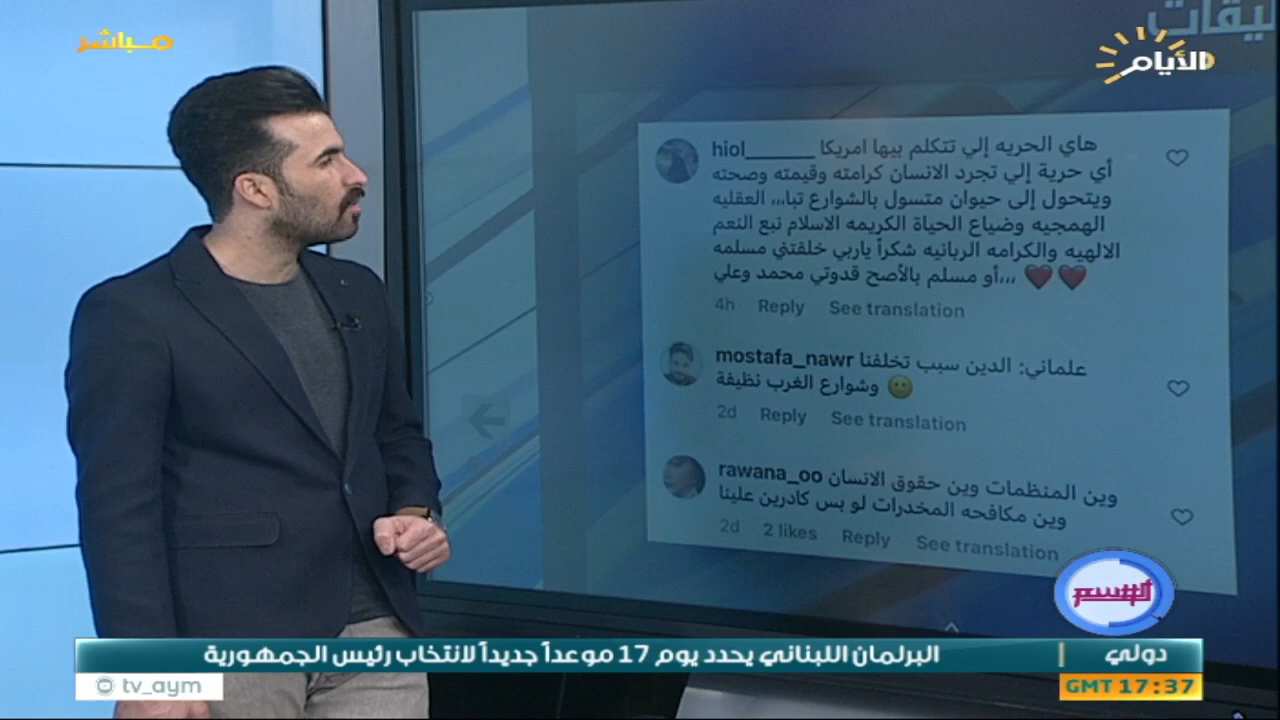 مباشر
ليقات
الأيام
hiol______ هاي الحريه إلي تتكلم بيها امريكا
أي حرية إلي تجرد الانسان كرامته وقيمته وصحته
ويتحول إلى حيوان متسول بالشوارع تبا،،، العقليه
الهمجيه وضياع الحياة الكريمه الاسلام نبع النعم
الالهيه والكرامه الربانيه شكراً ياربي خلقتني مسلمه
❤️❤️ ،،،أو مسلم بالأصح قدوتي محمد وعلي
4h Reply See translation
mostafa_nawr علماني: الدين سبب تخلفنا
وشوارع الغرب نظيفة 🙂
2d Reply See translation
rawana_oo وين المنظمات وين حقوق الانسان
وين مكافحه المخدرات لو بس كادرين علينا
2d 2 likes Reply See translation
دولي
البرلمان اللبناني يحدد يوم 17 موعداً جديداً لانتخاب رئيس الجمهورية
tv_aym
GMT 17:37